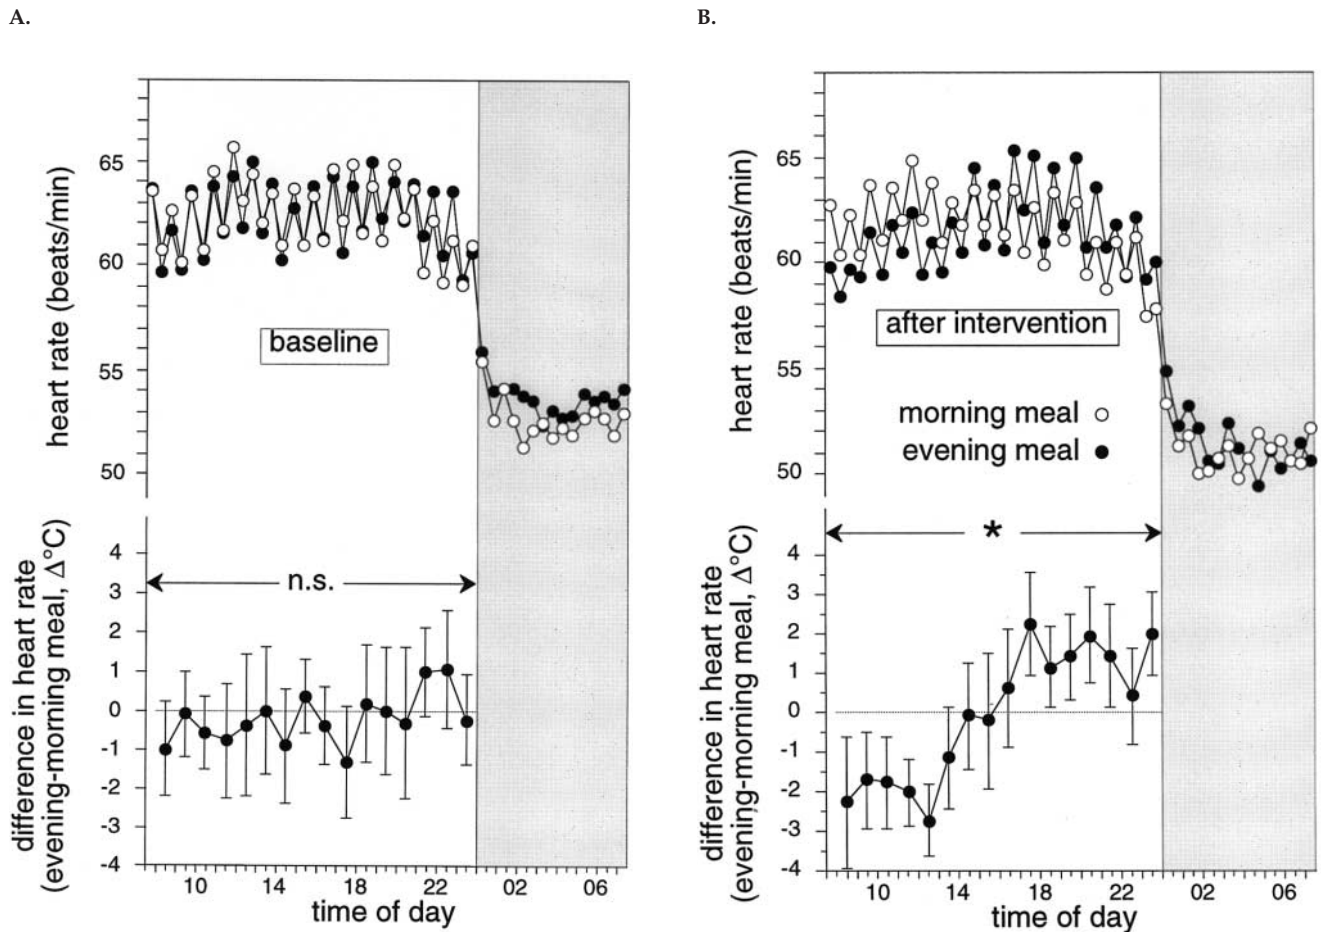 A.
heart rate (beats/min)
65
60
55
50
baseline
difference in heart rate
(evening-morning meal, Δ°C)
4
3
2
1
0
-1
-2
-3
-4
n.s.
10
14
18
22
02
06
time of day
B.
heart rate (beats/min)
65
60
55
50
after intervention
morning meal
evening meal
difference in heart rate
(evening-morning meal, Δ°C)
4
3
2
1
0
-1
-2
-3
-4
*
10
14
18
22
02
06
time of day